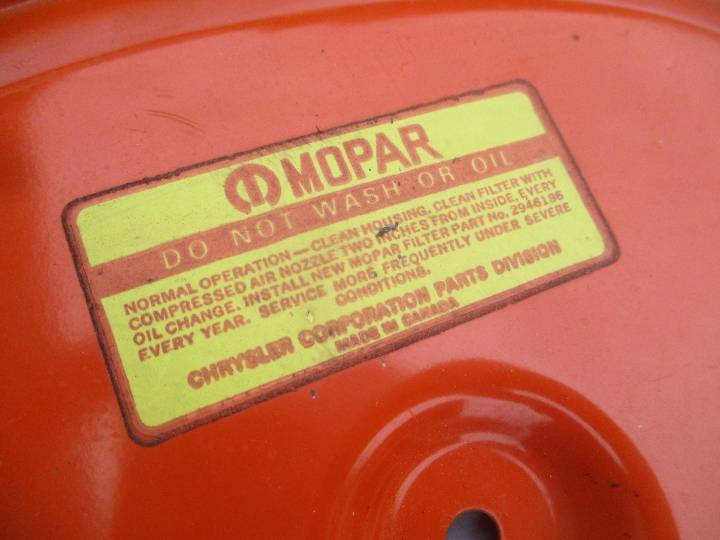 MOPAR
DO NOT WASH OR OIL
NORMAL OPERATION—CLEAN HOUSING. CLEAN FILTER WITH
COMPRESSED AIR NOZZLE TWO INCHES FROM INSIDE, EVERY
OIL CHANGE. INSTALL NEW MOPAR FILTER PART No. 2946186
EVERY YEAR. SERVICE MORE FREQUENTLY UNDER SEVERE
CONDITIONS.
CHRYSLER CORPORATION PARTS DIVISION
MADE IN CANADA